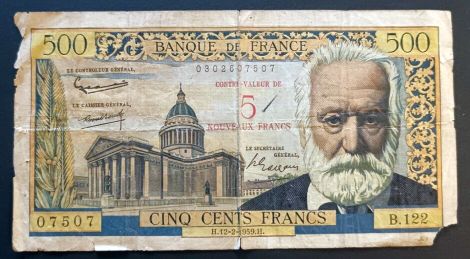 500 BANQUE DE FRANCE 500
0302607507
LE CONTROLEUR GÉNÉRAL,
CONTRE-VALEUR DE
5
NOUVEAUX FRANCS
LE CAISSIER GÉNÉRAL,
LE SECRÉTAIRE
GÉNÉRAL,
07507
CINQ CENTS FRANCS
B.122
H.12-2-1959.H.